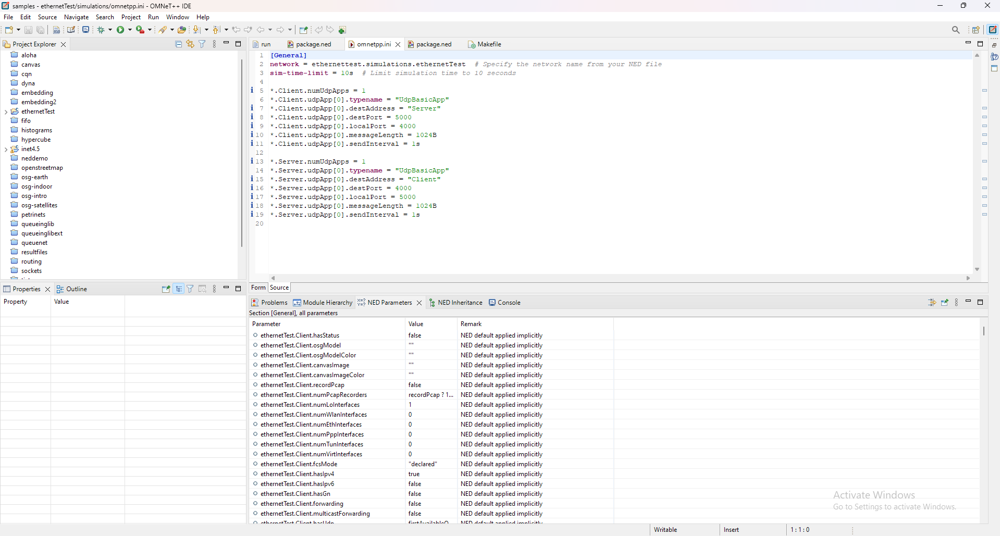 samples - ethernetTest/simulations/omnetpp.ini - OMNeT++ IDE
File Edit Source Navigate Search Project Run Window Help
Project Explorer
aloha
canvas
cqn
dyna
embedding
embedding2
ethernetTest
fifo
histograms
hypercube
inet4.5
neddemo
openstreetmap
osg-earth
osg-indoor
osg-intro
osg-satellites
petrinets
queueinglib
queueinglibext
queuenet
resultfiles
routing
sockets
run package.ned omnetpp.ini package.ned Makefile
1 [General]
2 network = ethernettest.simulations.ethernetTest # Specify the network name from your NED file
3 sim-time-limit = 10s # Limit simulation time to 10 seconds
4
5 *.Client.numUdpApps = 1
6 *.Client.udpApp[0].typename = "UdpBasicApp"
7 *.Client.udpApp[0].destAddress = "Server"
8 *.Client.udpApp[0].destPort = 5000
9 *.Client.udpApp[0].localPort = 4000
10 *.Client.udpApp[0].messageLength = 1024B
11 *.Client.udpApp[0].sendInterval = 1s
12
13 *.Server.numUdpApps = 1
14 *.Server.udpApp[0].typename = "UdpBasicApp"
15 *.Server.udpApp[0].destAddress = "Client"
16 *.Server.udpApp[0].destPort = 4000
17 *.Server.udpApp[0].localPort = 5000
18 *.Server.udpApp[0].messageLength = 1024B
19 *.Server.udpApp[0].sendInterval = 1s
20
Form Source
Properties Outline
Property Value
Problems Module Hierarchy NED Parameters NED Inheritance Console
Section [General], all parameters
Parameter Value Remark
ethernetTest.Client.hasStatus false NED default applied implicitly
ethernetTest.Client.osgModel "" NED default applied implicitly
ethernetTest.Client.osgModelColor "" NED default applied implicitly
ethernetTest.Client.canvasImage "" NED default applied implicitly
ethernetTest.Client.canvasImageColor "" NED default applied implicitly
ethernetTest.Client.recordPcap false NED default applied implicitly
ethernetTest.Client.numPcapRecorders recordPcap ? 1... NED default applied implicitly
ethernetTest.Client.numLoInterfaces 1 NED default applied implicitly
ethernetTest.Client.numWlanInterfaces 0 NED default applied implicitly
ethernetTest.Client.numEthInterfaces 0 NED default applied implicitly
ethernetTest.Client.numPppInterfaces 0 NED default applied implicitly
ethernetTest.Client.numTunInterfaces 0 NED default applied implicitly
ethernetTest.Client.numVirtInterfaces 0 NED default applied implicitly
ethernetTest.Client.fcsMode "declared" NED default applied implicitly
ethernetTest.Client.hasIpv4 true NED default applied implicitly
ethernetTest.Client.hasIpv6 false NED default applied implicitly
ethernetTest.Client.hasGn false NED default applied implicitly
ethernetTest.Client.forwarding false NED default applied implicitly
ethernetTest.Client.multicastForwarding false NED default applied implicitly
ethernetTest.Client.hasUdp firstAvailableO... NED default applied implicitly
Activate Windows
Go to Settings to activate Windows.
Writable Insert 1 : 1 : 0